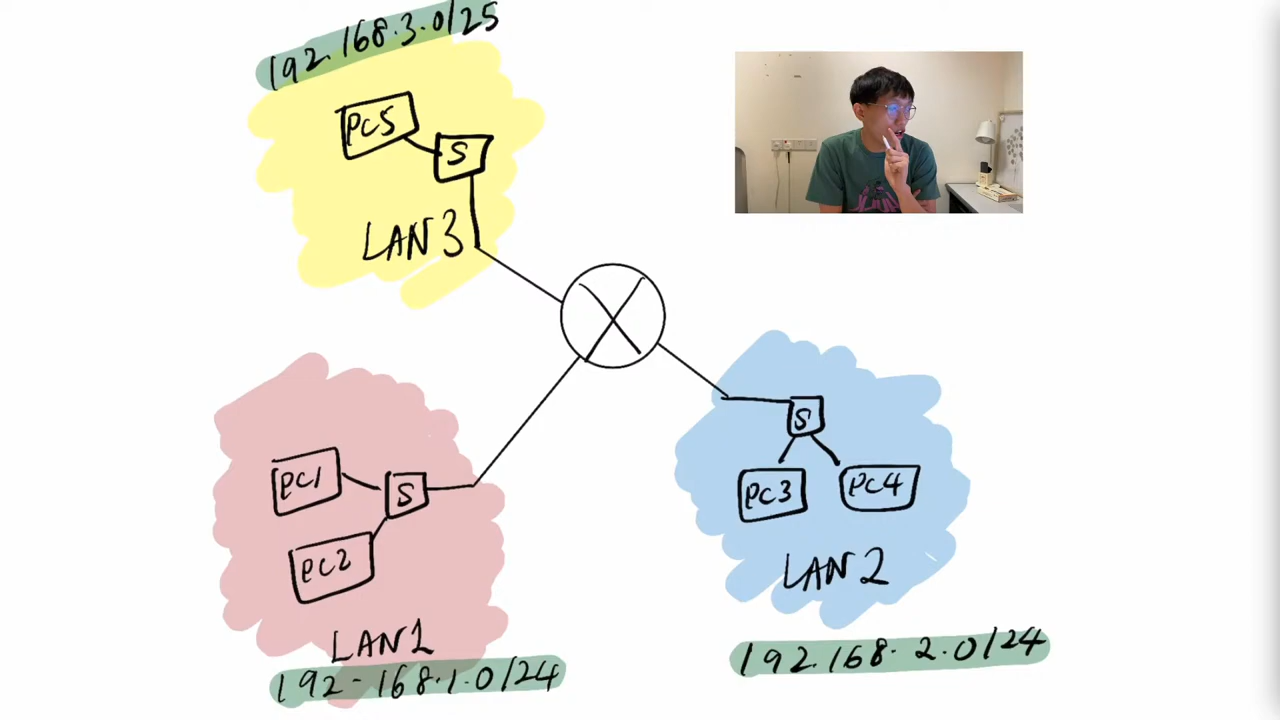 192.168.3.0/25
PC5
S
LAN3
S
PC3
PC4
LAN2
192.168.2.0/24
PC1
S
PC2
LAN1
192-168.1.0/24